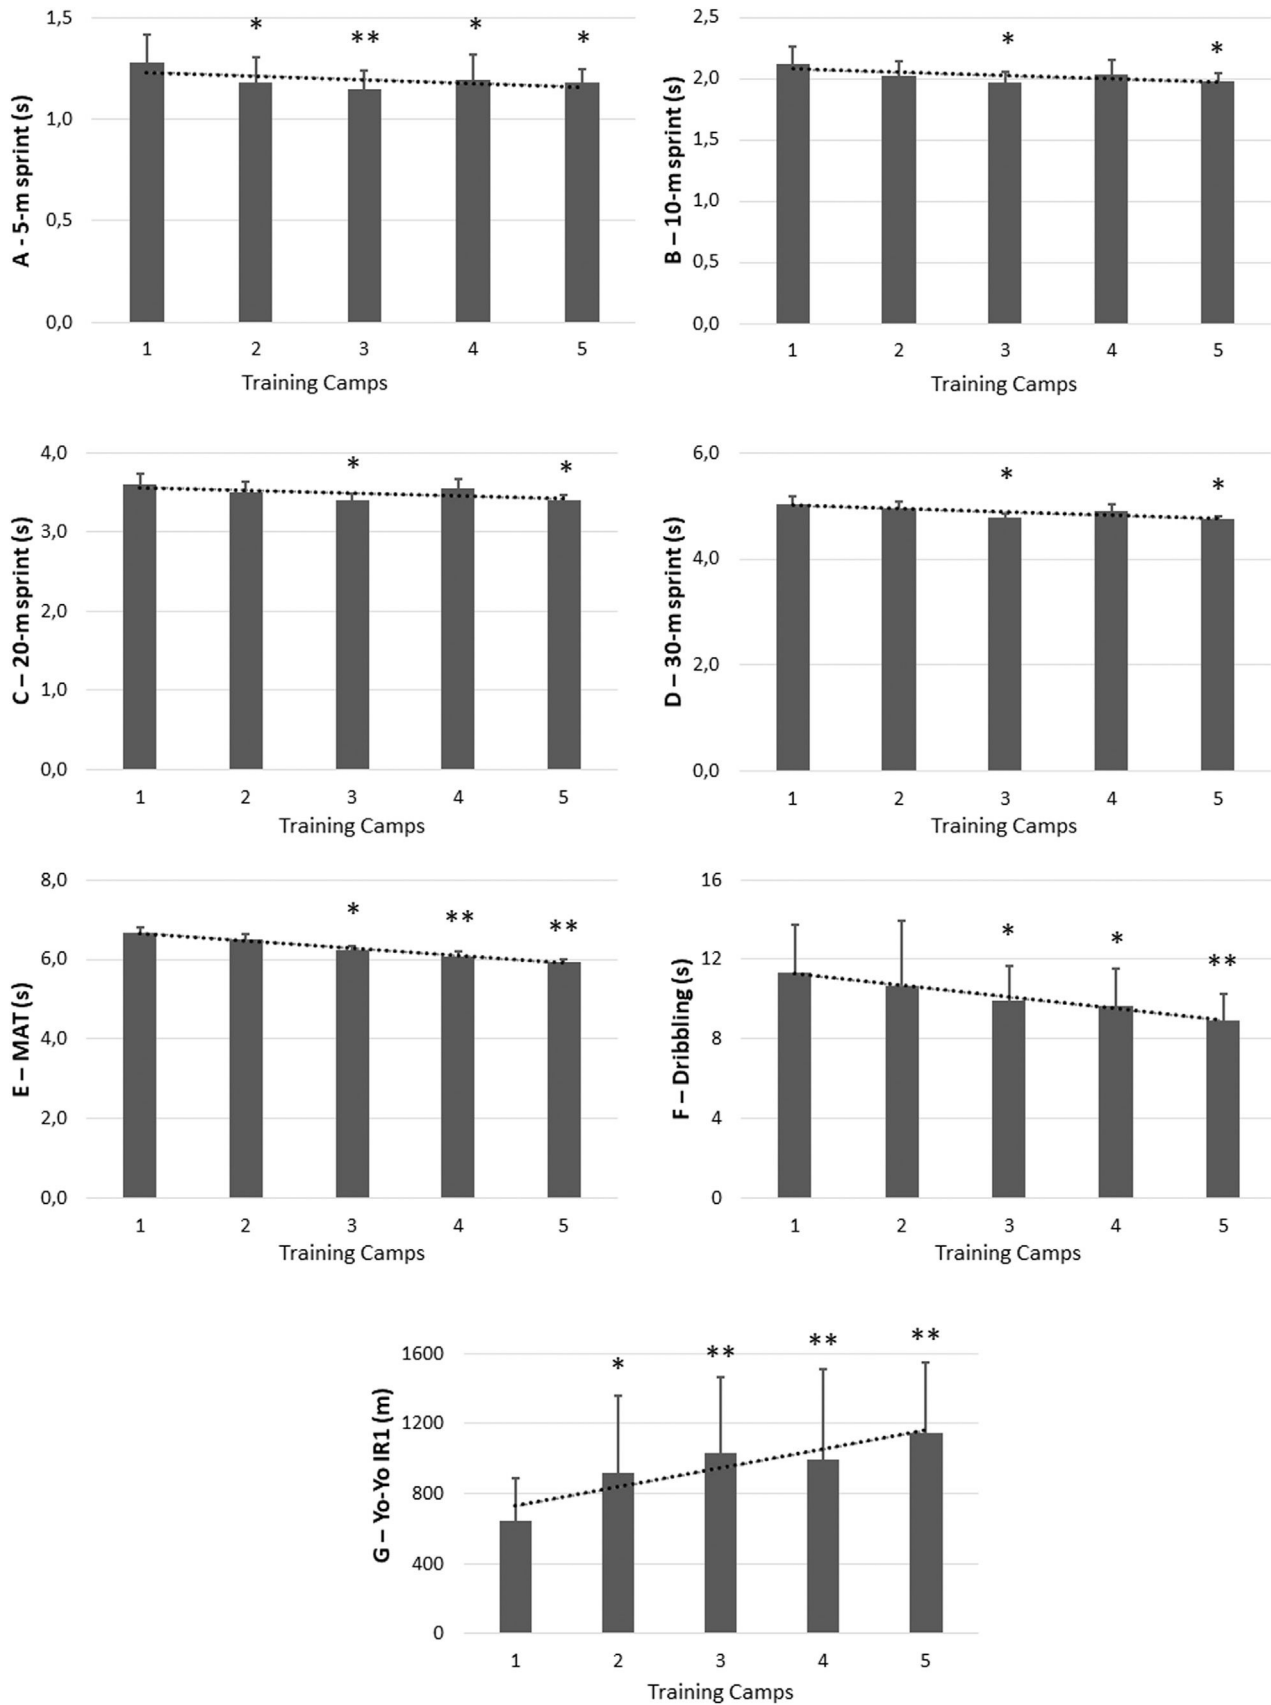 A - 5-m sprint (s)
1,5
1,0
0,5
0,0
* ** * *
1 2 3 4 5
Training Camps
B – 10-m sprint (s)
2,5
2,0
1,5
1,0
0,5
0,0
* *
1 2 3 4 5
Training Camps
C – 20-m sprint (s)
4,0
3,0
2,0
1,0
0,0
* *
1 2 3 4 5
Training Camps
D – 30-m sprint (s)
6,0
4,0
2,0
0,0
* *
1 2 3 4 5
Training Camps
E – MAT (s)
8,0
6,0
4,0
2,0
0,0
* ** **
1 2 3 4 5
Training Camps
F – Dribbling (s)
16
12
8
4
0
* * **
1 2 3 4 5
Training Camps
G – Yo-Yo IR1 (m)
1600
1200
800
400
0
* ** ** **
1 2 3 4 5
Training Camps